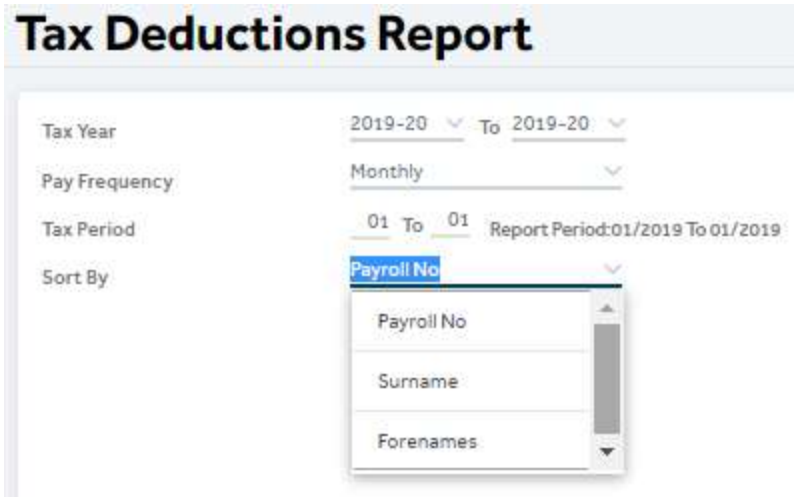 Tax Deductions Report
Tax Year 2019-20 To 2019-20
Pay Frequency Monthly
Tax Period 01 To 01 Report Period:01/2019 To 01/2019
Sort By Payroll No
Payroll No
Surname
Forenames